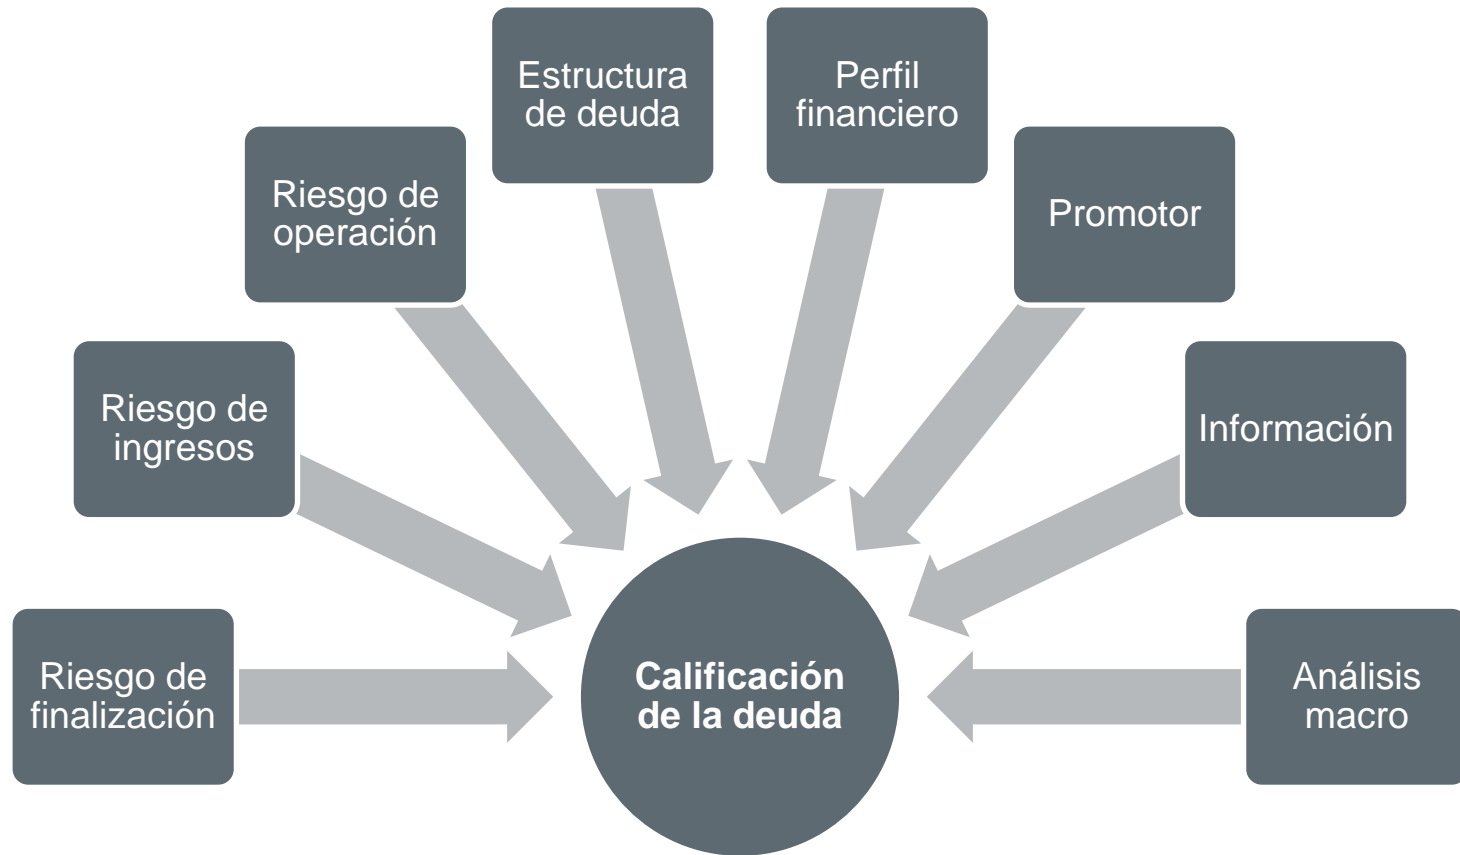 Estructura
de deuda
Perfil
financiero
Riesgo de
operación
Promotor
Riesgo de
ingresos
Información
Riesgo de
finalización
Calificación
de la deuda
Análisis
macro